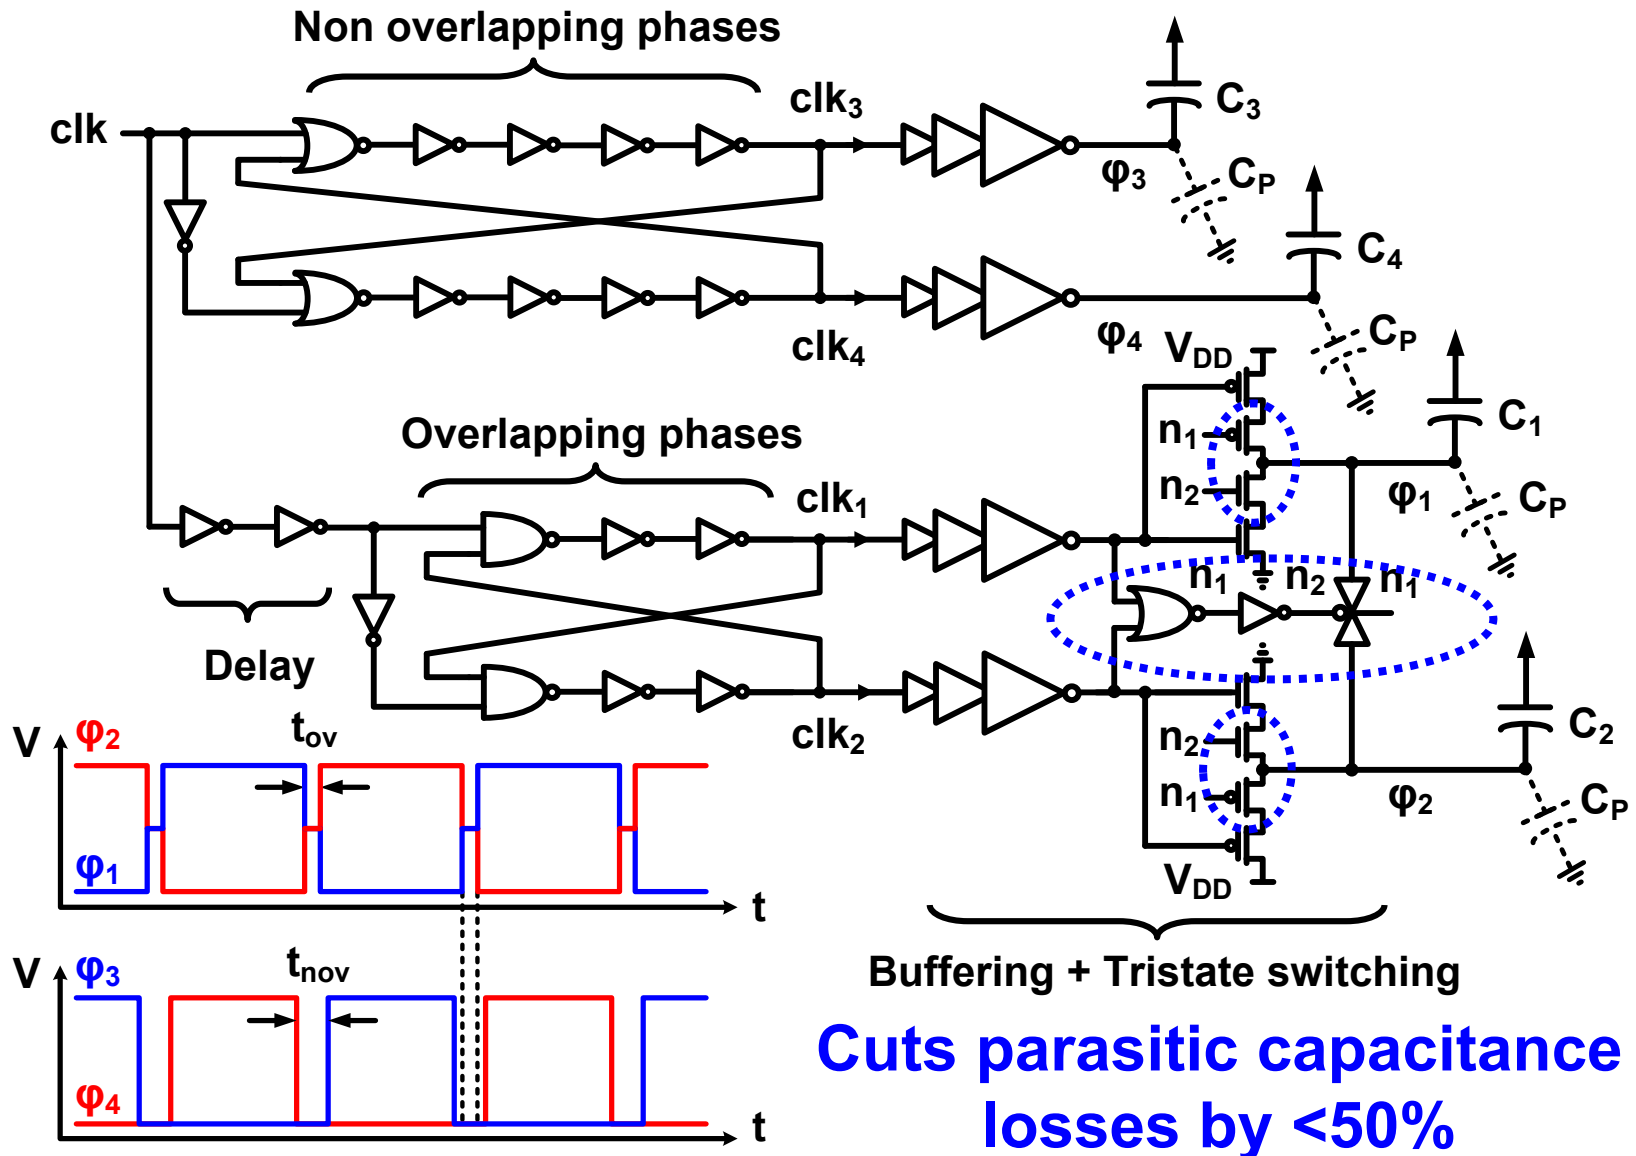 Non overlapping phases
clk
clk3
C3
φ3
CP
C4
clk4
φ4
CP
VDD
C1
Overlapping phases
n1
clk1
n2
φ1
CP
n1
n2
n1
Delay
C2
clk2
n2
n1
φ2
CP
VDD
V
φ2
tov
φ1
t
Buffering + Tristate switching
V
φ3
tnov
φ4
t
Cuts parasitic capacitance
losses by <50%